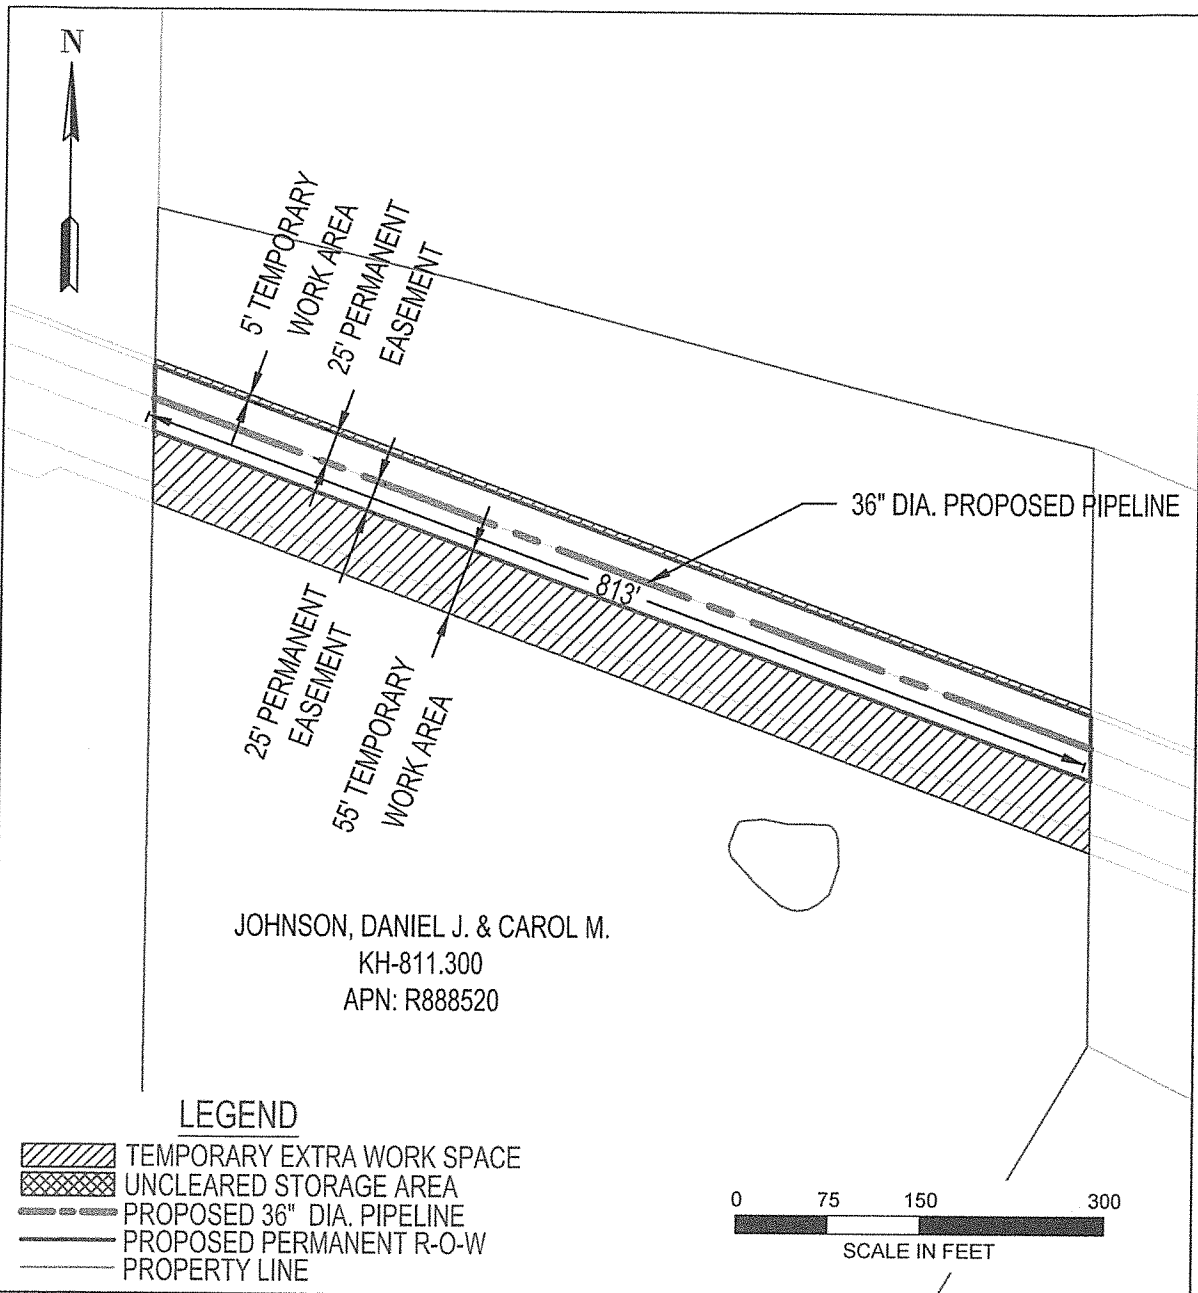 N
5' TEMPORARY
WORK AREA
25' PERMANENT
EASEMENT
36" DIA. PROPOSED PIPELINE
813'
25' PERMANENT
EASEMENT
55' TEMPORARY
WORK AREA
JOHNSON, DANIEL J. & CAROL M.
KH-811.300
APN: R888520
LEGEND
TEMPORARY EXTRA WORK SPACE
UNCLEARED STORAGE AREA
PROPOSED 36" DIA. PIPELINE
PROPOSED PERMANENT R-O-W
PROPERTY LINE
0 75 150 300
SCALE IN FEET